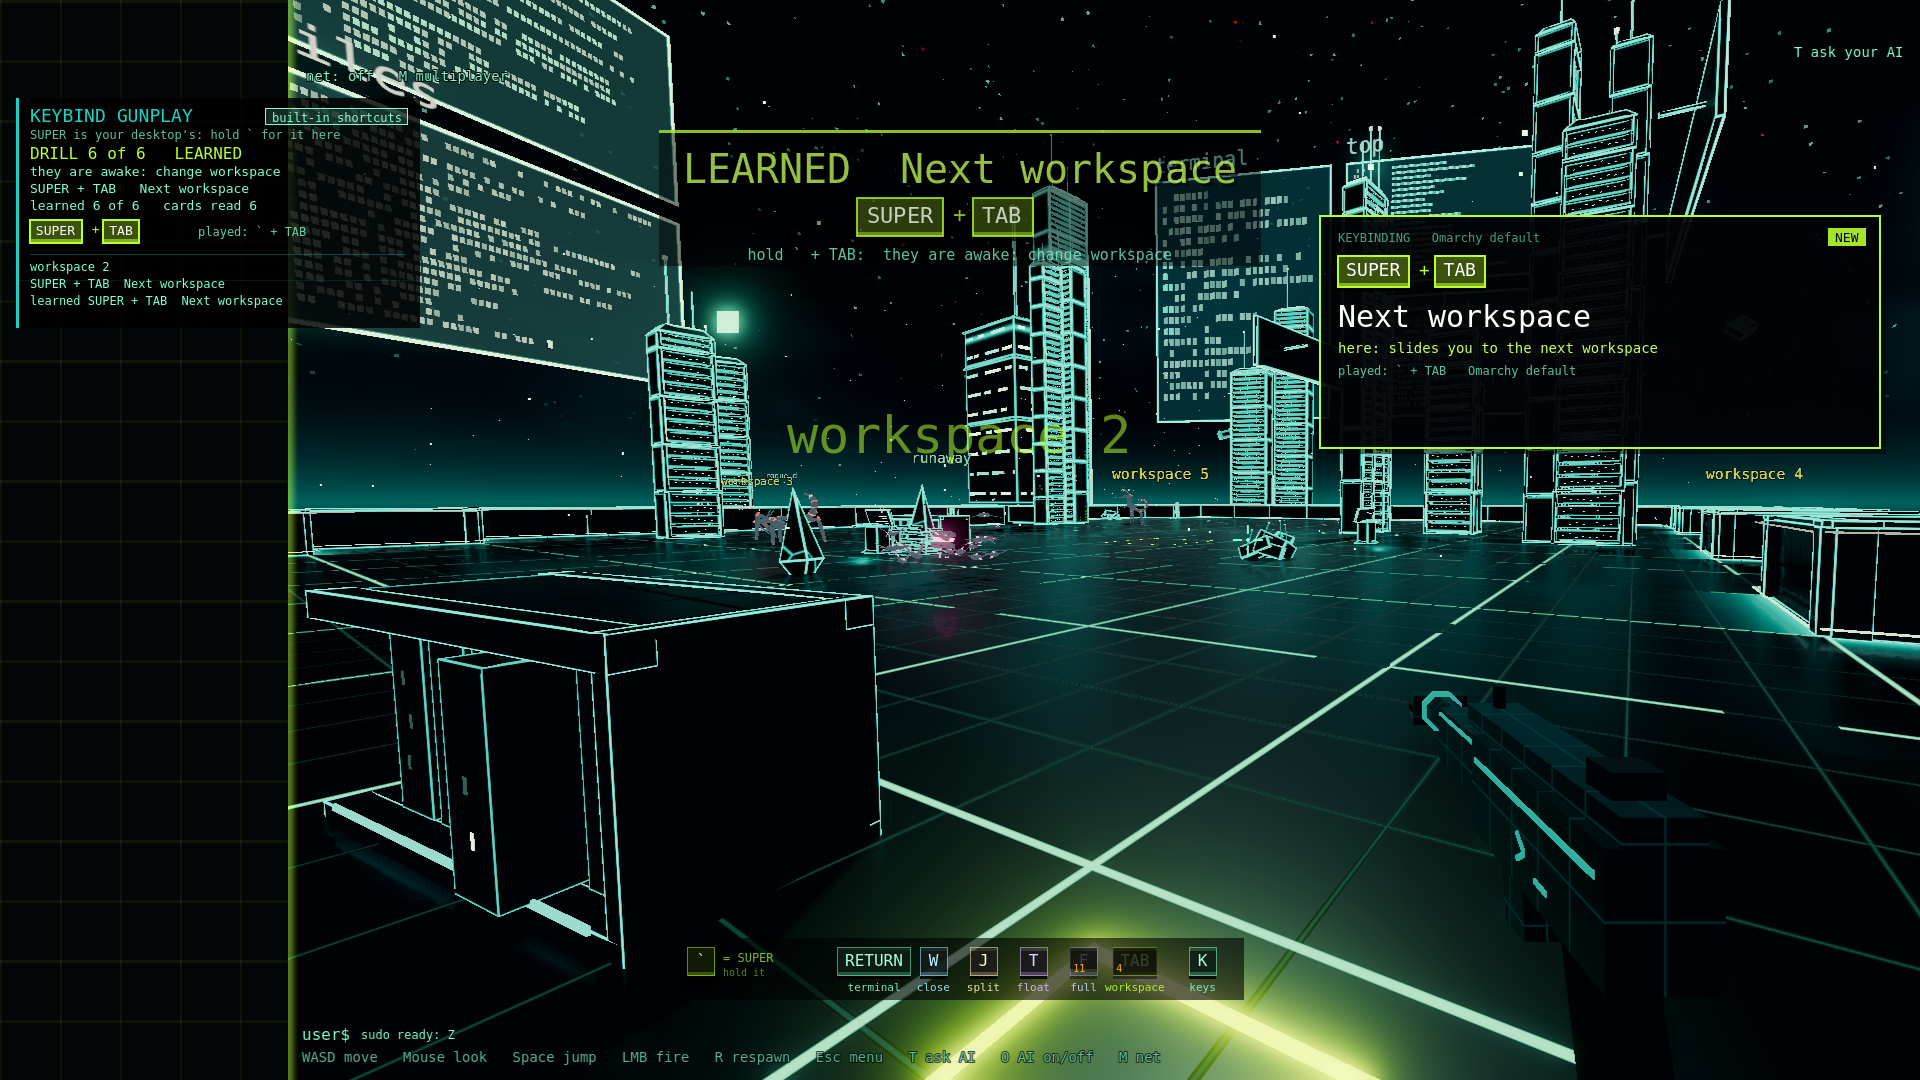 iles
net: off   M multiplayer
T ask your AI
KEYBIND GUNPLAY   built-in shortcuts
SUPER is your desktop's: hold ` for it here
DRILL 6 of 6   LEARNED
they are awake: change workspace
SUPER + TAB   Next workspace
learned 6 of 6   cards read 6
SUPER + TAB   played: ` + TAB
workspace 2
SUPER + TAB   Next workspace
learned SUPER + TAB   Next workspace
LEARNED   Next workspace
SUPER + TAB
hold ` + TAB:   they are awake: change workspace
terminal
top
KEYBINDING   Omarchy default   NEW
SUPER + TAB
Next workspace
here: slides you to the next workspace
played: ` + TAB   Omarchy default
workspace 2
runaway
workspace 3
workspace 5
workspace 4
` = SUPER
hold it
RETURN   W   J   T   F 11   TAB 4   K
terminal   close   split   float   full   workspace   keys
user$ sudo ready: Z
WASD move   Mouse look   Space jump   LMB fire   R respawn   Esc menu   T ask AI   O AI on/off   M net